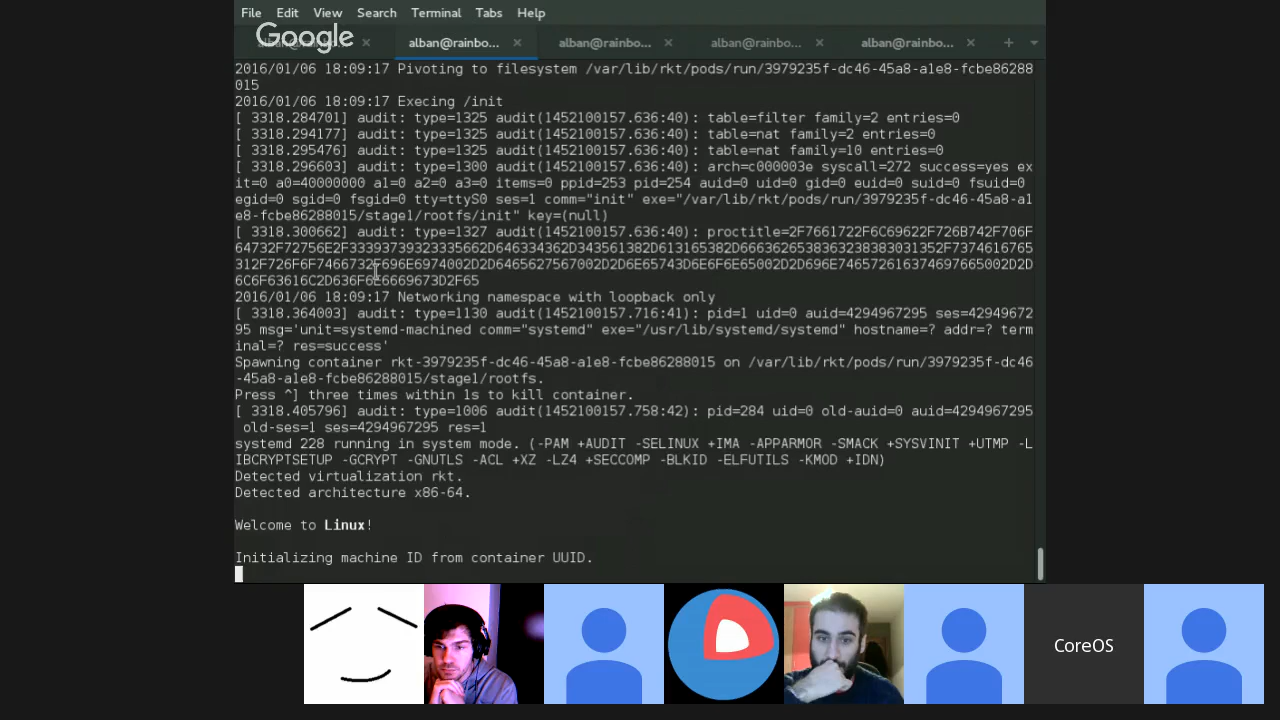 File Edit View Search Terminal Tabs Help
Google
alban@rainbo... × alban@rainbo... × alban@rainbo... × alban@rainbo... ×
2016/01/06 18:09:17 Pivoting to filesystem /var/lib/rkt/pods/run/3979235f-dc46-45a8-a1e8-fcbe86288
015
2016/01/06 18:09:17 Execing /init
[ 3318.284701] audit: type=1325 audit(1452100157.636:40): table=filter family=2 entries=0
[ 3318.294177] audit: type=1325 audit(1452100157.636:40): table=nat family=2 entries=0
[ 3318.295476] audit: type=1325 audit(1452100157.636:40): table=nat family=10 entries=0
[ 3318.296603] audit: type=1300 audit(1452100157.636:40): arch=c000003e syscall=272 success=yes ex
it=0 a0=40000000 a1=0 a2=0 a3=0 items=0 ppid=253 pid=254 auid=0 uid=0 gid=0 euid=0 suid=0 fsuid=0
egid=0 sgid=0 fsgid=0 tty=ttyS0 ses=1 comm="init" exe="/var/lib/rkt/pods/run/3979235f-dc46-45a8-a1
e8-fcbe86288015/stage1/rootfs/init" key=(null)
[ 3318.300662] audit: type=1327 audit(1452100157.636:40): proctitle=2F7661722F6C69622F726B742F706F
64732F72756E2F33393739323335662D646334362D343561382D613165382D6663626538363238383031352F7374616765
312F726F6F7466732F696E6974002D2D6465627567002D2D6E65743D6E6F6E65002D2D696E746572616374697665002D2D
6C6F63616C2D636F6E6669673D2F65
2016/01/06 18:09:17 Networking namespace with loopback only
[ 3318.364003] audit: type=1130 audit(1452100157.716:41): pid=1 uid=0 auid=4294967295 ses=42949672
95 msg='unit=systemd-machined comm="systemd" exe="/usr/lib/systemd/systemd" hostname=? addr=? term
inal=? res=success'
Spawning container rkt-3979235f-dc46-45a8-a1e8-fcbe86288015 on /var/lib/rkt/pods/run/3979235f-dc46
-45a8-a1e8-fcbe86288015/stage1/rootfs.
Press ^] three times within 1s to kill container.
[ 3318.405796] audit: type=1006 audit(1452100157.758:42): pid=284 uid=0 old-auid=0 auid=4294967295
old-ses=1 ses=4294967295 res=1
systemd 228 running in system mode. (-PAM +AUDIT -SELINUX +IMA -APPARMOR -SMACK +SYSVINIT +UTMP -L
IBCRYPTSETUP -GCRYPT -GNUTLS -ACL +XZ -LZ4 +SECCOMP -BLKID -ELFUTILS -KMOD +IDN)
Detected virtualization rkt.
Detected architecture x86-64.
Welcome to Linux!
Initializing machine ID from container UUID.
CoreOS